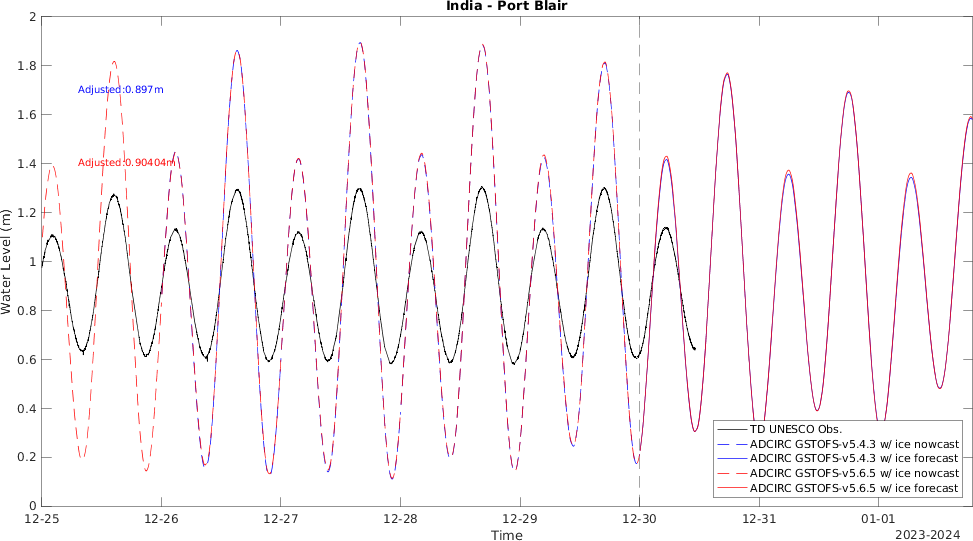 India - Port Blair
2
1.8
1.6
1.4
1.2
1
0.8
0.6
0.4
0.2
0
Water Level (m)
Adjusted:0.897m
Adjusted:0.90404m
TD UNESCO Obs.
ADCIRC GSTOFS-v5.4.3 w/ ice nowcast
ADCIRC GSTOFS-v5.4.3 w/ ice forecast
ADCIRC GSTOFS-v5.6.5 w/ ice nowcast
ADCIRC GSTOFS-v5.6.5 w/ ice forecast
12-25 12-26 12-27 12-28 12-29 12-30 12-31 01-01
Time
2023-2024